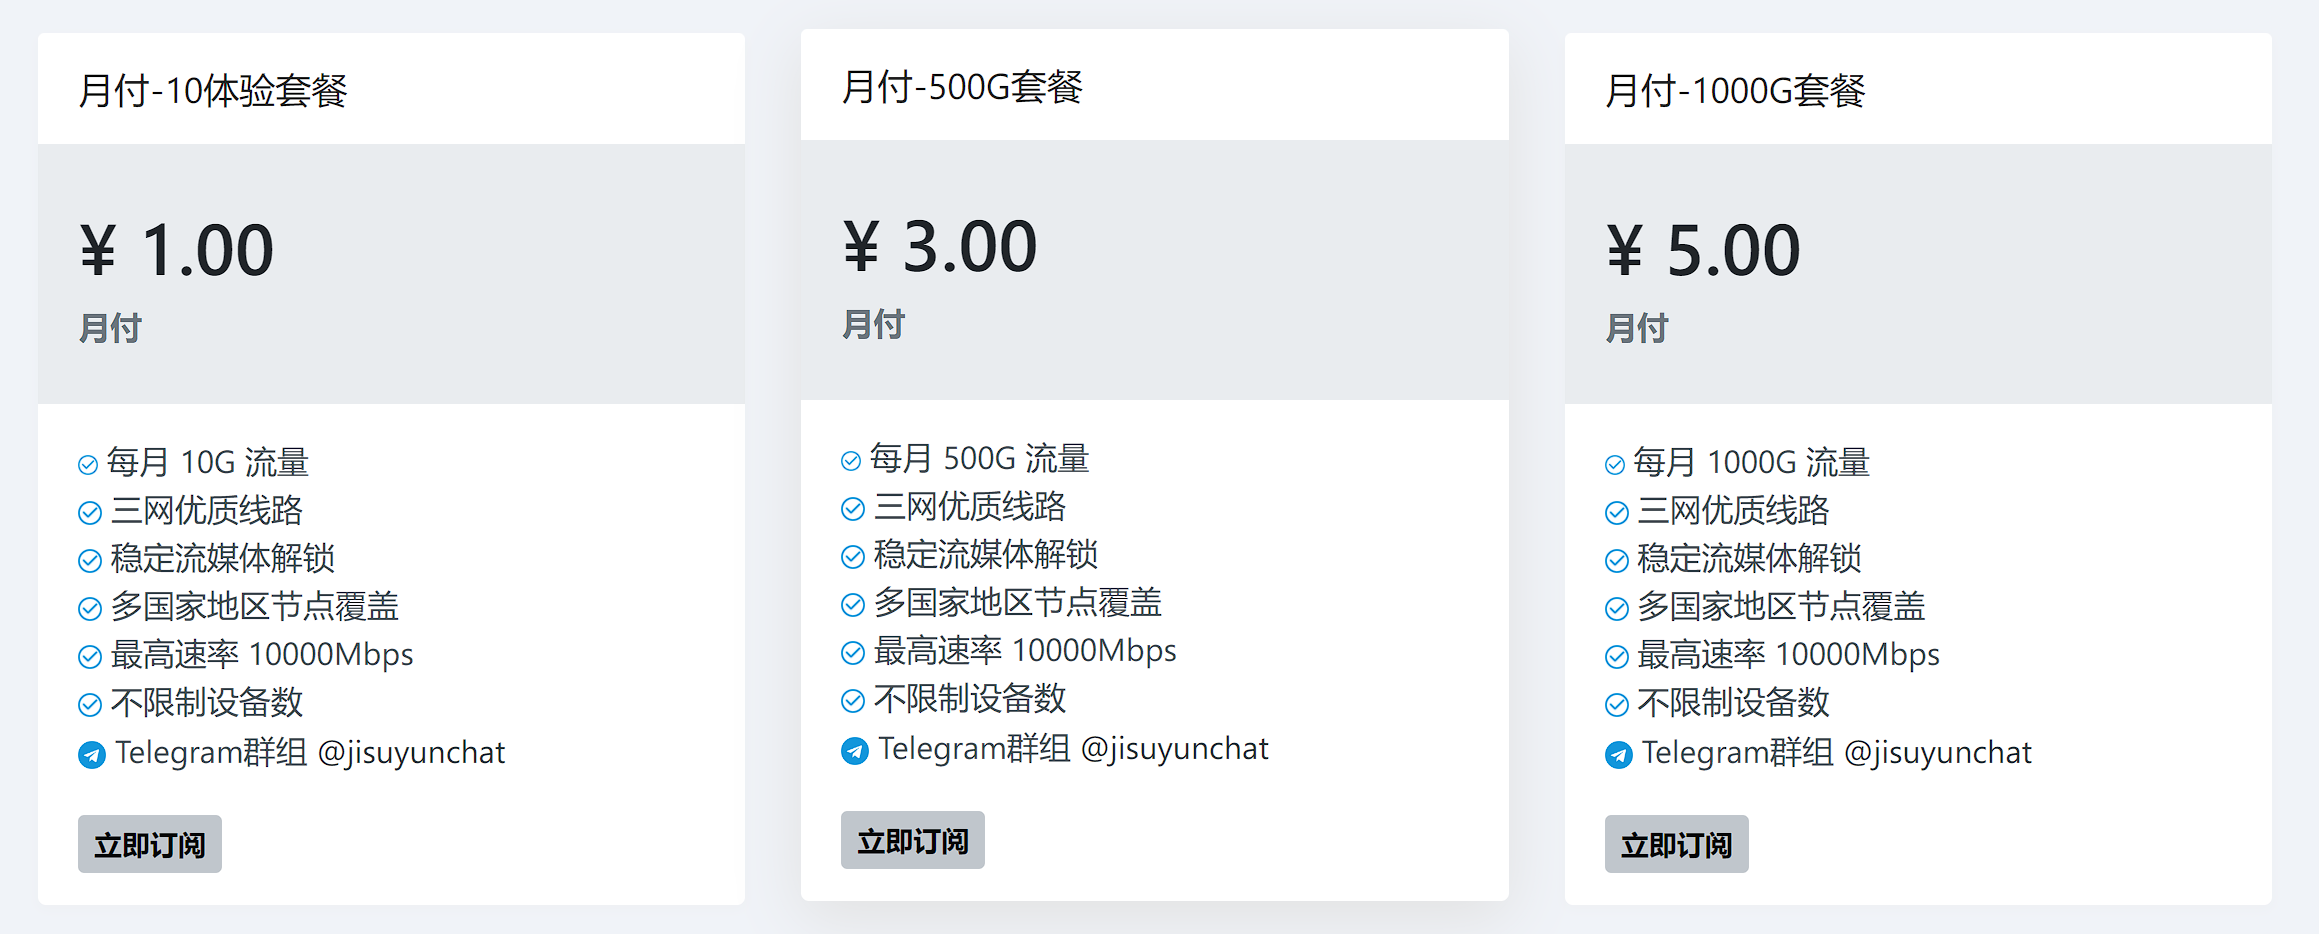 月付-10体验套餐
¥ 1.00
月付
每月 10G 流量
三网优质线路
稳定流媒体解锁
多国家地区节点覆盖
最高速率 10000Mbps
不限制设备数
Telegram群组 @jisuyunchat
立即订阅
月付-500G套餐
¥ 3.00
月付
每月 500G 流量
三网优质线路
稳定流媒体解锁
多国家地区节点覆盖
最高速率 10000Mbps
不限制设备数
Telegram群组 @jisuyunchat
立即订阅
月付-1000G套餐
¥ 5.00
月付
每月 1000G 流量
三网优质线路
稳定流媒体解锁
多国家地区节点覆盖
最高速率 10000Mbps
不限制设备数
Telegram群组 @jisuyunchat
立即订阅